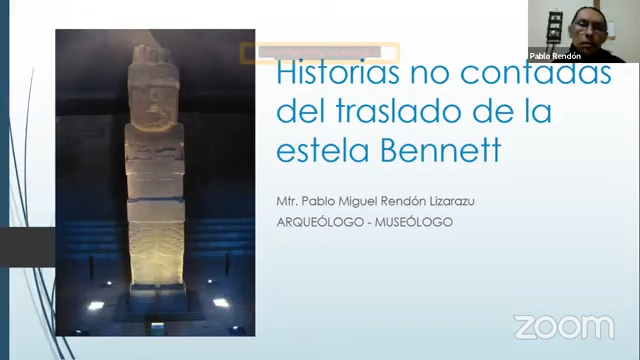 Pablo Rendón
Historias no contadas
del traslado de la
estela Bennett
Mtr. Pablo Miguel Rendón Lizarazu
ARQUEÓLOGO - MUSEÓLOGO
zoom